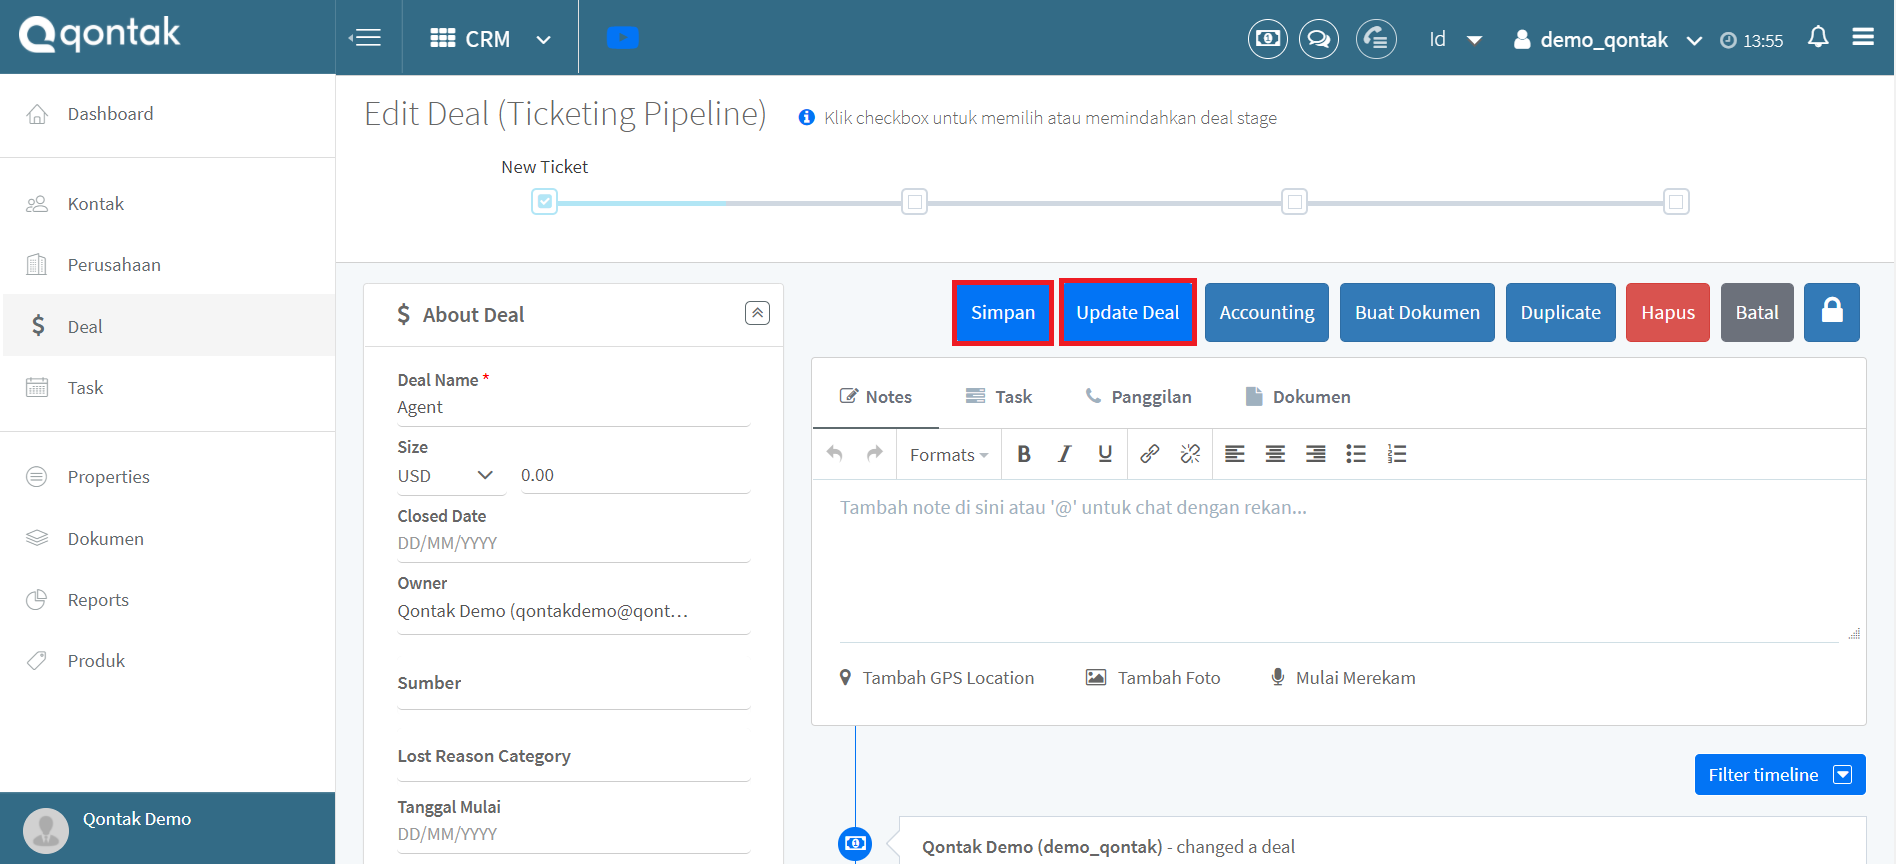 qontak
CRM
Id
demo_qontak
13:55
Dashboard
Kontak
Perusahaan
Deal
Task
Properties
Dokumen
Reports
Produk
Qontak Demo
Edit Deal (Ticketing Pipeline)
Klik checkbox untuk memilih atau memindahkan deal stage
New Ticket
$ About Deal
Deal Name *
Agent
Size
USD
0.00
Closed Date
DD/MM/YYYY
Owner
Qontak Demo (qontakdemo@qont...
Sumber
Lost Reason Category
Tanggal Mulai
DD/MM/YYYY
Simpan
Update Deal
Accounting
Buat Dokumen
Duplicate
Hapus
Batal
Notes
Task
Panggilan
Dokumen
Formats
B
I
U
Tambah note di sini atau '@' untuk chat dengan rekan...
Tambah GPS Location
Tambah Foto
Mulai Merekam
Filter timeline
Qontak Demo (demo_qontak) - changed a deal